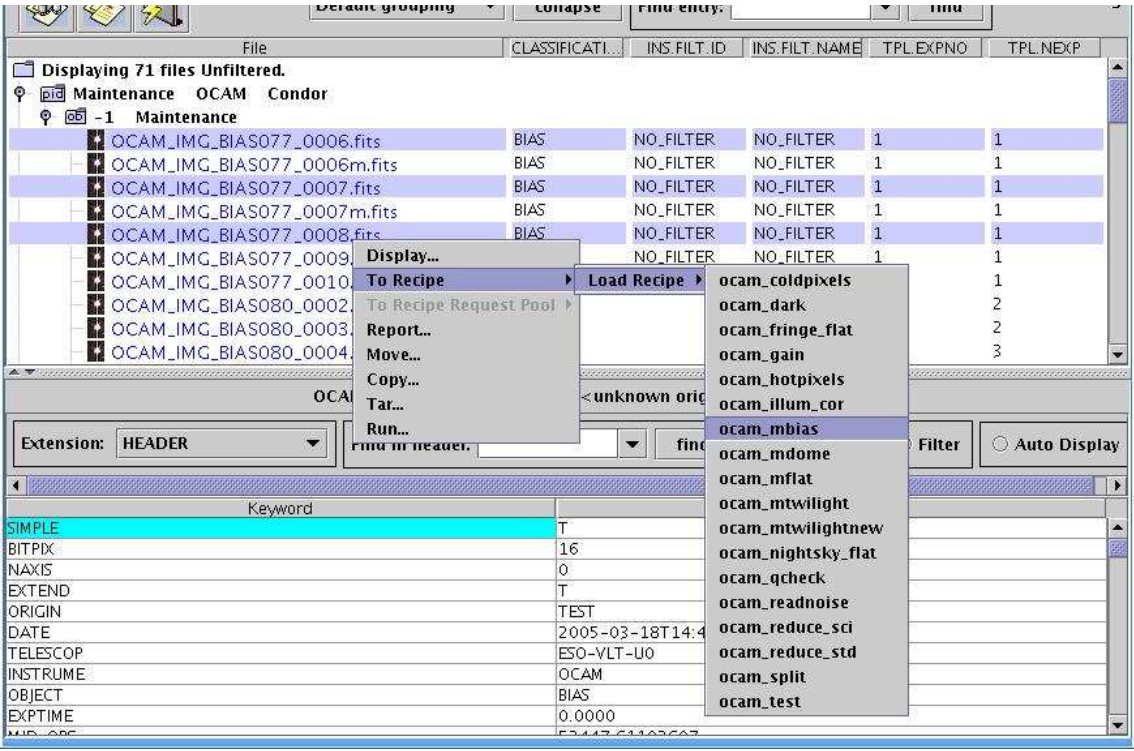 Default grouping collapse Find entry: find
File CLASSIFICATI... INS.FILT.ID INS.FILT.NAME TPL.EXPNO TPL.NEXP
Displaying 71 files Unfiltered.
pid Maintenance OCAM Condor
ob -1 Maintenance
OCAM_IMG_BIAS077_0006.fits BIAS NO_FILTER NO_FILTER 1 1
OCAM_IMG_BIAS077_0006m.fits BIAS NO_FILTER NO_FILTER 1 1
OCAM_IMG_BIAS077_0007.fits BIAS NO_FILTER NO_FILTER 1 1
OCAM_IMG_BIAS077_0007m.fits BIAS NO_FILTER NO_FILTER 1 1
OCAM_IMG_BIAS077_0008.fits BIAS NO_FILTER NO_FILTER 1 1
OCAM_IMG_BIAS077_0009. NO_FILTER NO_FILTER 1 1
OCAM_IMG_BIAS077_0010. 1
OCAM_IMG_BIAS080_0002. 2
OCAM_IMG_BIAS080_0003. 2
OCAM_IMG_BIAS080_0004. 3
Display...
To Recipe
To Recipe Request Pool
Report...
Move...
Copy...
Tar...
Run...
Load Recipe
ocam_coldpixels
ocam_dark
ocam_fringe_flat
ocam_gain
ocam_hotpixels
ocam_illum_cor
ocam_mbias
ocam_mdome
ocam_mflat
ocam_mtwilight
ocam_mtwilightnew
ocam_nightsky_flat
ocam_qcheck
ocam_readnoise
ocam_reduce_sci
ocam_reduce_std
ocam_split
ocam_test
OCA <unknown orig
Extension: HEADER Find in header: find Filter Auto Display
Keyword
SIMPLE T
BITPIX 16
NAXIS 0
EXTEND T
ORIGIN TEST
DATE 2005-03-18T14:4
TELESCOP ESO-VLT-U0
INSTRUME OCAM
OBJECT BIAS
EXPTIME 0.0000